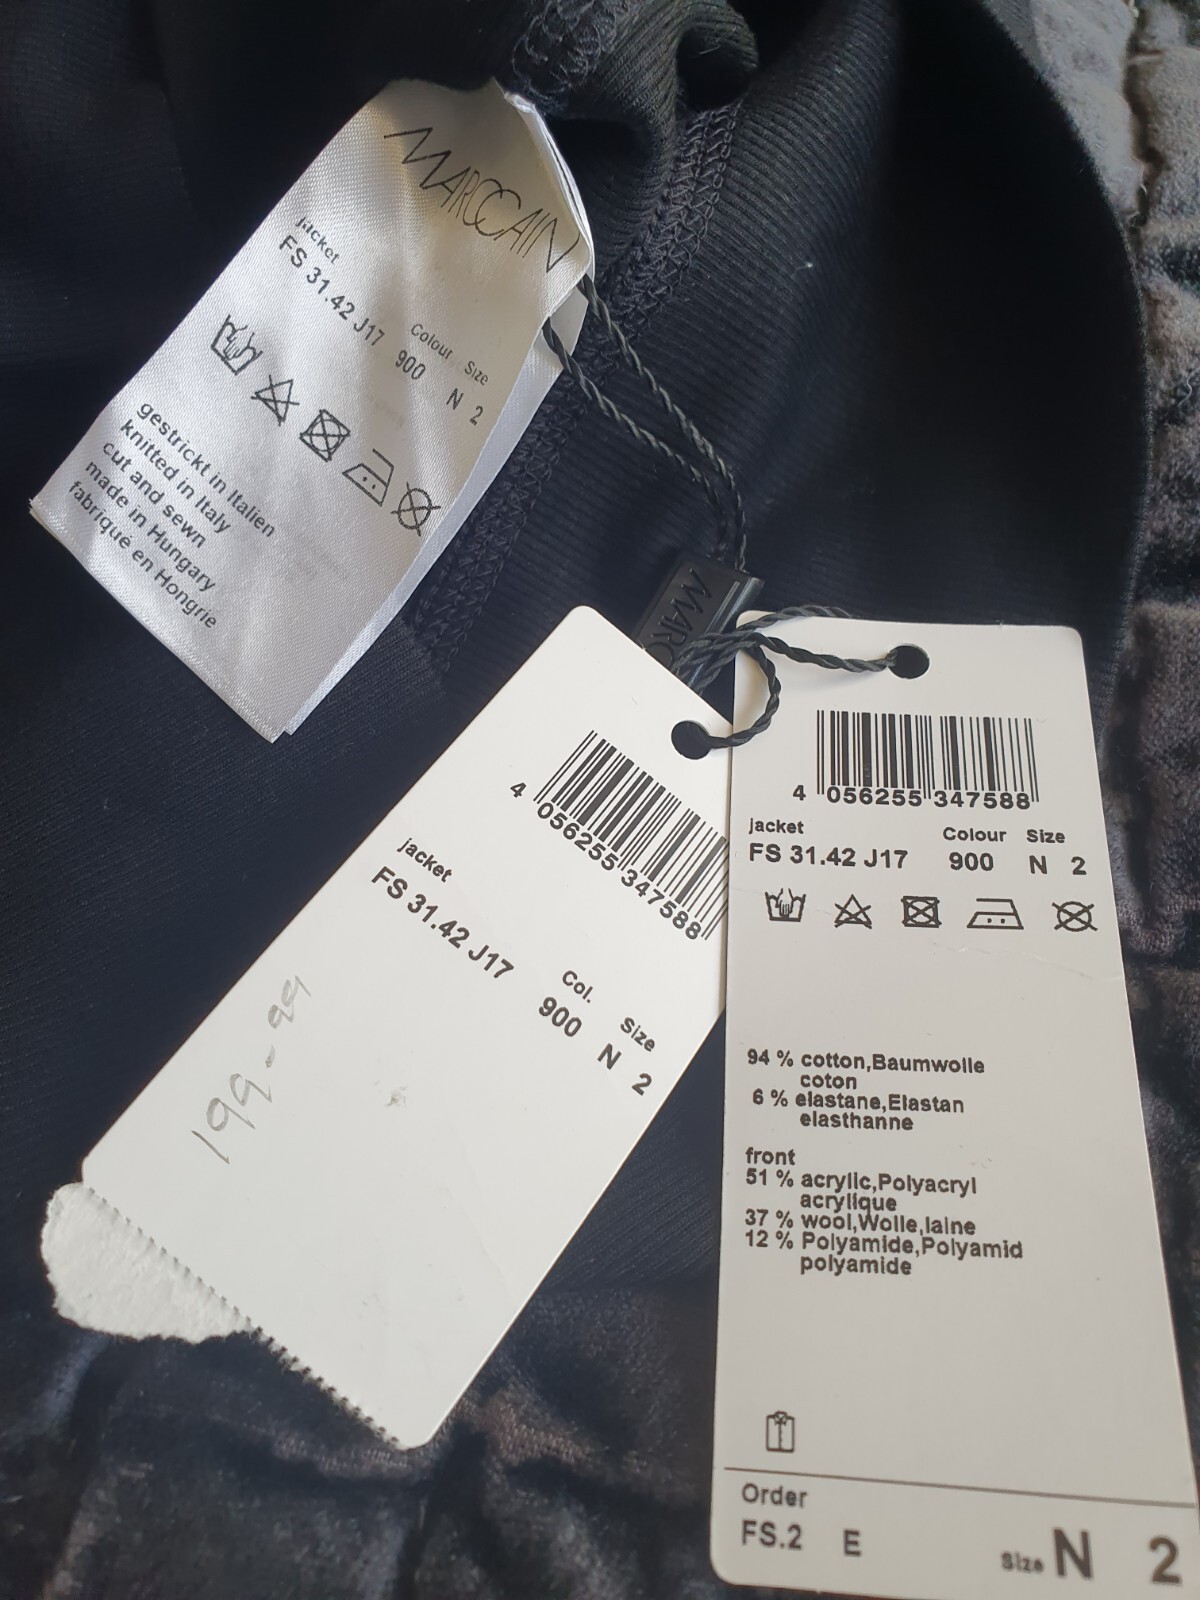 MARCCAIN
jacket
FS 31.42 J17
Colour Size
900 N 2
gestrickt in Italien
knitted in Italy
cut and sewn
made in Hungary
fabriqué en Hongrie
MARC
4 056255 347588
jacket
FS 31.42 J17
Col. Size
900 N 2
199-99
4 056255 347588
jacket Colour Size
FS 31.42 J17 900 N 2
94 % cotton,Baumwolle
coton
6 % elastane,Elastan
elasthanne
front
51 % acrylic,Polyacryl
acrylique
37 % wool,Wolle,laine
12 % Polyamide,Polyamid
polyamide
Order
FS.2 E Size N 2